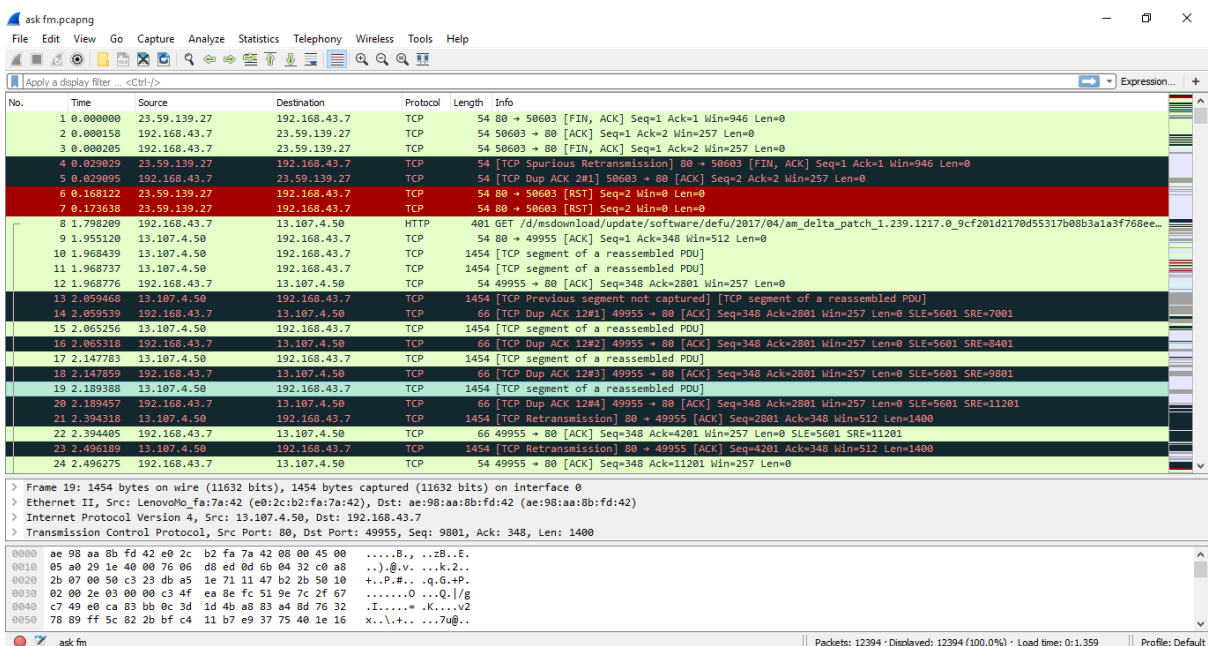 ask fm.pcapng
File Edit View Go Capture Analyze Statistics Telephony Wireless Tools Help
Apply a display filter ... <Ctrl-/> Expression... +
No. Time Source Destination Protocol Length Info
1 0.000000 23.59.139.27 192.168.43.7 TCP 54 80 → 50603 [FIN, ACK] Seq=1 Ack=1 Win=946 Len=0
2 0.000158 192.168.43.7 23.59.139.27 TCP 54 50603 → 80 [ACK] Seq=1 Ack=2 Win=257 Len=0
3 0.000205 192.168.43.7 23.59.139.27 TCP 54 50603 → 80 [FIN, ACK] Seq=1 Ack=2 Win=257 Len=0
4 0.029029 23.59.139.27 192.168.43.7 TCP 54 [TCP Spurious Retransmission] 80 → 50603 [FIN, ACK] Seq=1 Ack=1 Win=946 Len=0
5 0.029095 192.168.43.7 23.59.139.27 TCP 54 [TCP Dup ACK 2#1] 50603 → 80 [ACK] Seq=2 Ack=2 Win=257 Len=0
6 0.168122 23.59.139.27 192.168.43.7 TCP 54 80 → 50603 [RST] Seq=2 Win=0 Len=0
7 0.173638 23.59.139.27 192.168.43.7 TCP 54 80 → 50603 [RST] Seq=2 Win=0 Len=0
8 1.798209 192.168.43.7 13.107.4.50 HTTP 401 GET /d/msdownload/update/software/defu/2017/04/am_delta_patch_1.239.1217.0_9cf201d2170d55317b08b3a1a3f768ee...
9 1.955120 13.107.4.50 192.168.43.7 TCP 54 80 → 49955 [ACK] Seq=1 Ack=348 Win=512 Len=0
10 1.968439 13.107.4.50 192.168.43.7 TCP 1454 [TCP segment of a reassembled PDU]
11 1.968737 13.107.4.50 192.168.43.7 TCP 1454 [TCP segment of a reassembled PDU]
12 1.968776 192.168.43.7 13.107.4.50 TCP 54 49955 → 80 [ACK] Seq=348 Ack=2801 Win=257 Len=0
13 2.059468 13.107.4.50 192.168.43.7 TCP 1454 [TCP Previous segment not captured] [TCP segment of a reassembled PDU]
14 2.059539 192.168.43.7 13.107.4.50 TCP 66 [TCP Dup ACK 12#1] 49955 → 80 [ACK] Seq=348 Ack=2801 Win=257 Len=0 SLE=5601 SRE=7001
15 2.065256 13.107.4.50 192.168.43.7 TCP 1454 [TCP segment of a reassembled PDU]
16 2.065318 192.168.43.7 13.107.4.50 TCP 66 [TCP Dup ACK 12#2] 49955 → 80 [ACK] Seq=348 Ack=2801 Win=257 Len=0 SLE=5601 SRE=8401
17 2.147783 13.107.4.50 192.168.43.7 TCP 1454 [TCP segment of a reassembled PDU]
18 2.147859 192.168.43.7 13.107.4.50 TCP 66 [TCP Dup ACK 12#3] 49955 → 80 [ACK] Seq=348 Ack=2801 Win=257 Len=0 SLE=5601 SRE=9801
19 2.189388 13.107.4.50 192.168.43.7 TCP 1454 [TCP segment of a reassembled PDU]
20 2.189457 192.168.43.7 13.107.4.50 TCP 66 [TCP Dup ACK 12#4] 49955 → 80 [ACK] Seq=348 Ack=2801 Win=257 Len=0 SLE=5601 SRE=11201
21 2.394318 13.107.4.50 192.168.43.7 TCP 1454 [TCP Retransmission] 80 → 49955 [ACK] Seq=2801 Ack=348 Win=512 Len=1400
22 2.394405 192.168.43.7 13.107.4.50 TCP 66 49955 → 80 [ACK] Seq=348 Ack=4201 Win=257 Len=0 SLE=5601 SRE=11201
23 2.496189 13.107.4.50 192.168.43.7 TCP 1454 [TCP Retransmission] 80 → 49955 [ACK] Seq=4201 Ack=348 Win=512 Len=1400
24 2.496275 192.168.43.7 13.107.4.50 TCP 54 49955 → 80 [ACK] Seq=348 Ack=11201 Win=257 Len=0
> Frame 19: 1454 bytes on wire (11632 bits), 1454 bytes captured (11632 bits) on interface 0
> Ethernet II, Src: LenovoMo_fa:7a:42 (e0:2c:b2:fa:7a:42), Dst: ae:98:aa:8b:fd:42 (ae:98:aa:8b:fd:42)
> Internet Protocol Version 4, Src: 13.107.4.50, Dst: 192.168.43.7
> Transmission Control Protocol, Src Port: 80, Dst Port: 49955, Seq: 9801, Ack: 348, Len: 1400
0000 ae 98 aa 8b fd 42 e0 2c b2 fa 7a 42 08 00 45 00 .....B., ..zB..E.
0010 05 a0 29 1e 40 00 76 06 d8 ed 0d 6b 04 32 c0 a8 ..).@.v. ...k.2..
0020 2b 07 00 50 c3 23 db a5 1e 71 11 47 b2 2b 50 10 +..P.#.. .q.G.+P.
0030 02 00 2e 03 00 00 c3 4f ea 8e fc 51 9e 7c 2f 67 .......O ...Q.|/g
0040 c7 49 e0 ca 83 bb 0c 3d 1d 4b a8 83 a4 8d 76 32 .I.....= .K....v2
0050 78 89 ff 5c 82 2b bf c4 11 b7 e9 37 75 40 1e 16 x..\.+.. ...7u@..
ask fm Packets: 12394 · Displayed: 12394 (100.0%) · Load time: 0:1.359 Profile: Default